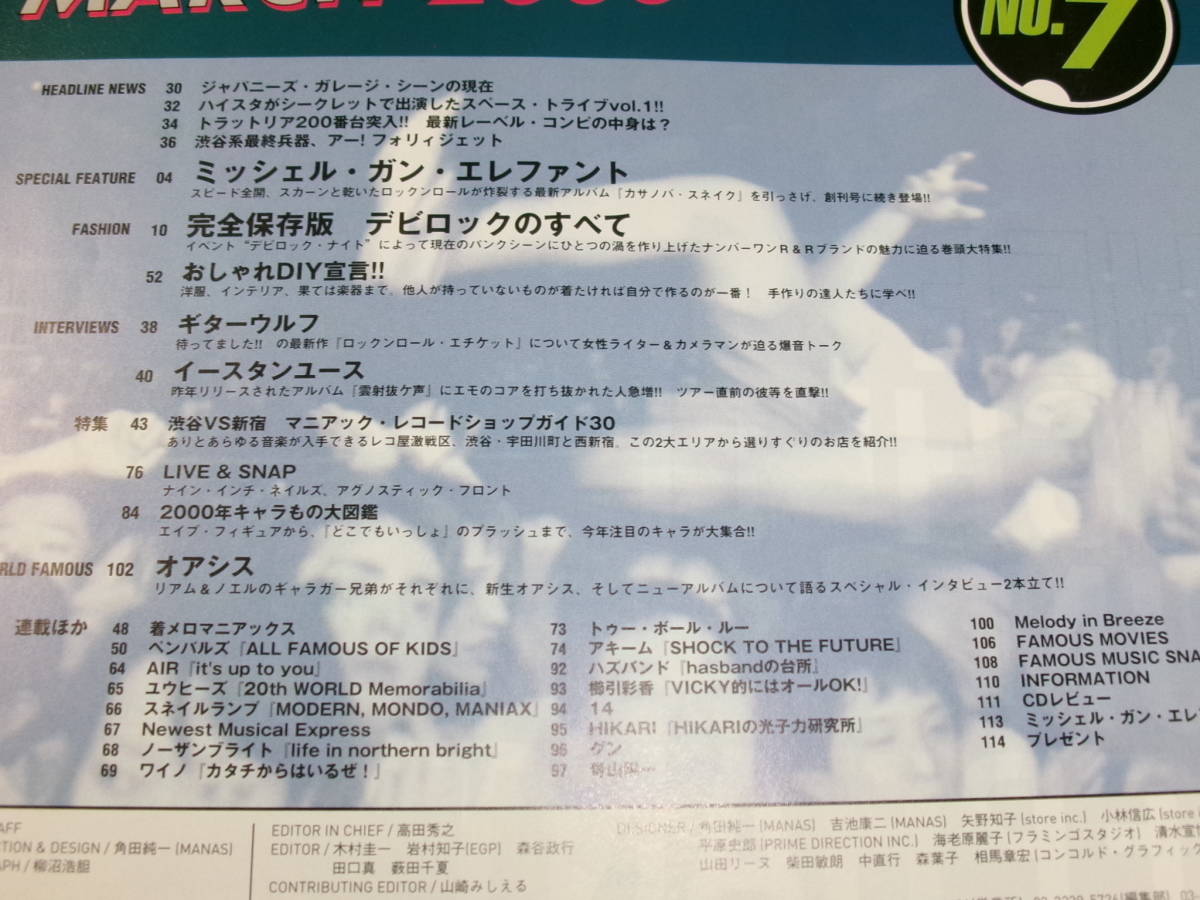 MARCH 2000
NO.7
HEADLINE NEWS 30 ジャパニーズ・ガレージ・シーンの現在
32 ハイスタがシークレットで出演したスペース・トライブvol.1!!
34 トラットリア200番台突入!! 最新レーベル・コンピの中身は?
36 渋谷系最終兵器、アー! フォリィジェット
SPECIAL FEATURE 04 ミッシェル・ガン・エレファント
スピード全開、スカーンと乾いたロックンロールが炸裂する最新アルバム『カサノバ・スネイク』を引っさげ、創刊号に続き登場!!
FASHION 10 完全保存版 デビロックのすべて
イベント“デビロック・ナイト”によって現在のパンクシーンにひとつの渦を作り上げたナンバーワンR&Rブランドの魅力に迫る巻頭大特集!!
52 おしゃれDIY宣言!!
洋服、インテリア、果ては楽器まで。他人が持っていないものが着たければ自分で作るのが一番! 手作りの達人たちに学べ!!
INTERVIEWS 38 ギターウルフ
待ってました!! の最新作『ロックンロール・エチケット』について女性ライター&カメラマンが迫る爆音トーク
40 イースタンユース
昨年リリースされたアルバム『雲射抜ケ声』にエモのコアを打ち抜かれた人急増!! ツアー直前の彼等を直撃!!
特集 43 渋谷VS新宿 マニアック・レコードショップガイド30
ありとあらゆる音楽が入手できるレコ屋激戦区、渋谷・宇田川町と西新宿。この2大エリアから選りすぐりのお店を紹介!!
76 LIVE & SNAP
ナイン・インチ・ネイルズ、アグノスティック・フロント
84 2000年キャラもの大図鑑
エイプ・フィギュアから、『どこでもいっしょ』のプラッシュまで、今年注目のキャラが大集合!!
RLD FAMOUS 102 オアシス
リアム&ノエルのギャラガー兄弟がそれぞれに、新生オアシス、そしてニューアルバムについて語るスペシャル・インタビュー2本立て!!
連載ほか 48 着メロマニアックス
50 ペンパルズ『ALL FAMOUS OF KIDS』
64 AIR『it's up to you』
65 ユウヒーズ『20th WORLD Memorabilia』
66 スネイルランプ『MODERN, MONDO, MANIAX』
67 Newest Musical Express
68 ノーザンブライト『life in northern bright』
69 ワイノ『カタチからはいるぜ!』
73 トゥー・ボール・ルー
74 アキーム『SHOCK TO THE FUTURE』
92 ハズバンド『hasbandの台所』
93 櫛引彩香『VICKY的にはオールOK!』
94 14
95 HIKARI『HIKARIの光子力研究所』
96 グン
97
100 Melody in Breeze
106 FAMOUS MOVIES
108 FAMOUS MUSIC SNA
110 INFORMATION
111 CDレビュー
113 ミッシェル・ガン・エレ
114 プレゼント
AFF
CTION & DESIGN / 角田純一 (MANAS)
APH / 柳沼浩胆
EDITOR IN CHIEF / 高田秀之
EDITOR / 木村圭一 岩村知子(EGP) 森谷政行
田口真 薮田千夏
CONTRIBUTING EDITOR / 山崎みしえる
DESIGNER / 角田純一 (MANAS) 吉池康二 (MANAS) 矢野知子 (store inc.) 小林信広 (store i
平原史郎 (PRIME DIRECTION INC.) 海老原麗子 (フラミンゴスタジオ) 清水宣
山田リーヌ 柴田敏朗 中直行 森葉子 相馬章宏 (コンコルド・グラフィック